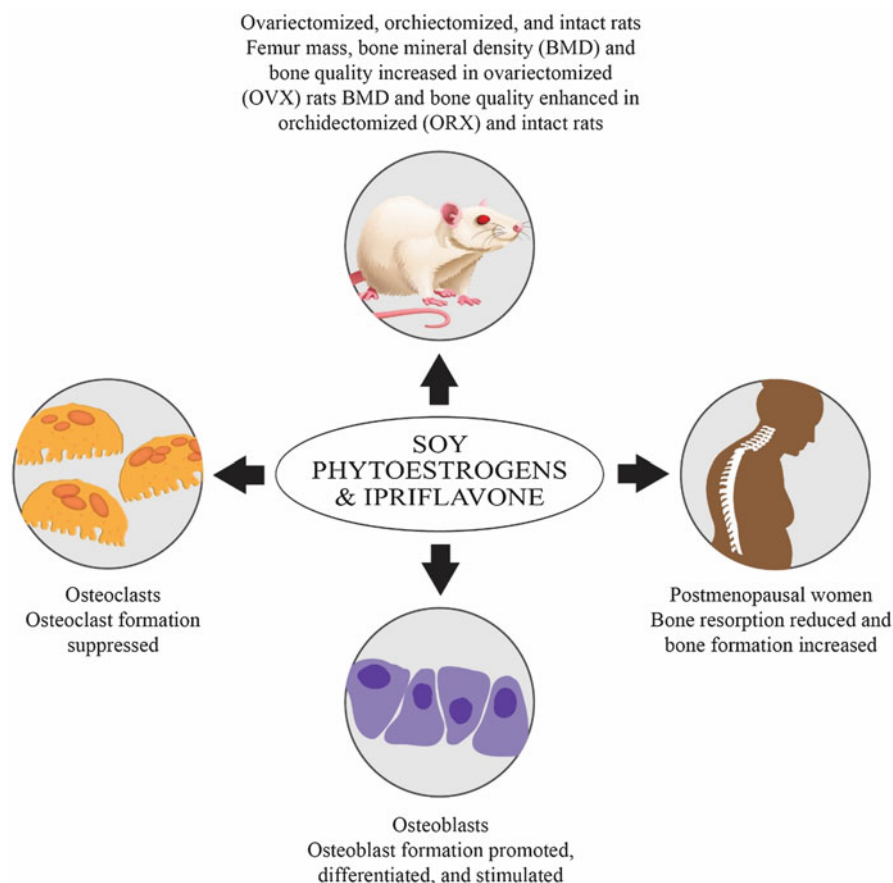 Ovariectomized, orchiectomized, and intact rats
Femur mass, bone mineral density (BMD) and
bone quality increased in ovariectomized
(OVX) rats BMD and bone quality enhanced in
orchidectomized (ORX) and intact rats
SOY
PHYTOESTROGENS
& IPRIFLAVONE
Osteoclasts
Osteoclast formation
suppressed
Postmenopausal women
Bone resorption reduced and
bone formation increased
Osteoblasts
Osteoblast formation promoted,
differentiated, and stimulated